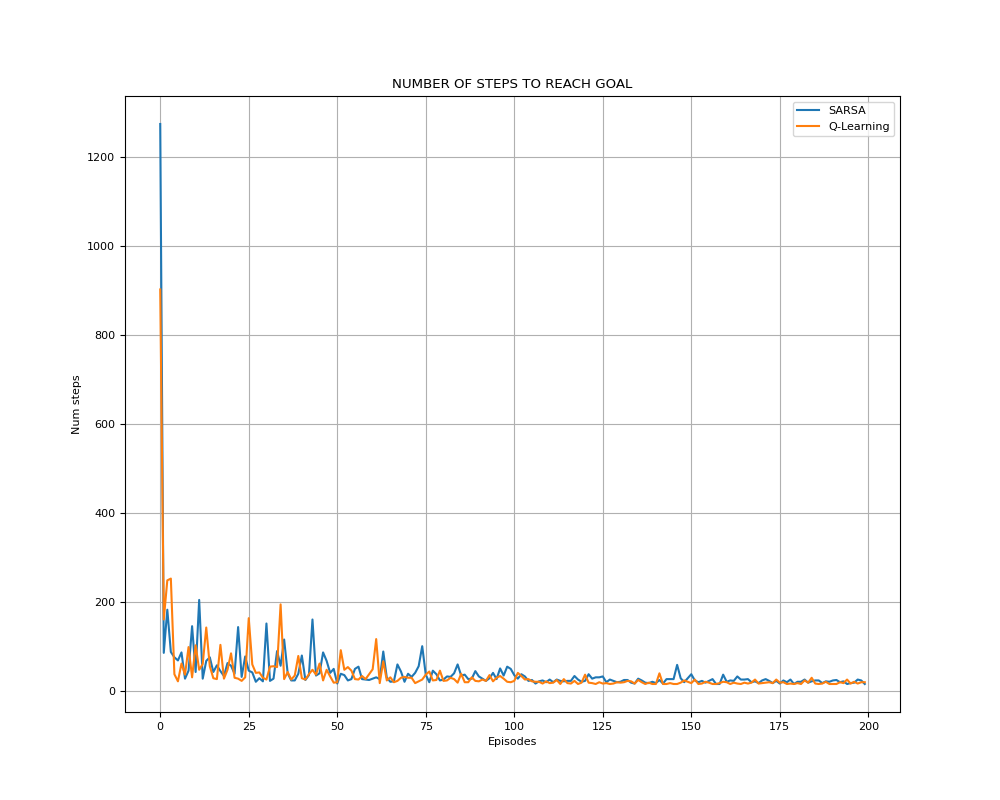 NUMBER OF STEPS TO REACH GOAL
SARSA
Q-Learning
1200
1000
800
600
400
200
0
Num steps
0 25 50 75 100 125 150 175 200
Episodes